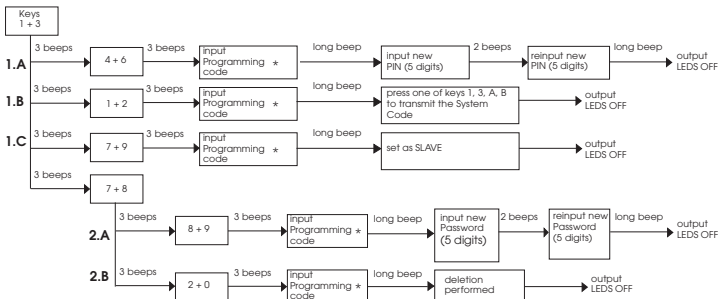 Keys
1 + 3
1.A
3 beeps
4 + 6
3 beeps
input
Programming *
code
long beep
input new
PIN (5 digits)
2 beeps
reinput new
PIN (5 digits)
long beep
output
LEDS OFF
1.B
3 beeps
1 + 2
3 beeps
input
Programming *
code
long beep
press one of keys 1, 3, A, B
to transmit the System
Code
output
LEDS OFF
1.C
3 beeps
7 + 9
3 beeps
input
Programming *
code
long beep
set as SLAVE
output
LEDS OFF
3 beeps
7 + 8
2.A
3 beeps
8 + 9
3 beeps
input
Programming *
code
long beep
input new
Password
(5 digits)
2 beeps
reinput new
Password
(5 digits)
long beep
output
LEDS OFF
2.B
3 beeps
2 + 0
3 beeps
input
Programming *
code
long beep
deletion
performed
output
LEDS OFF